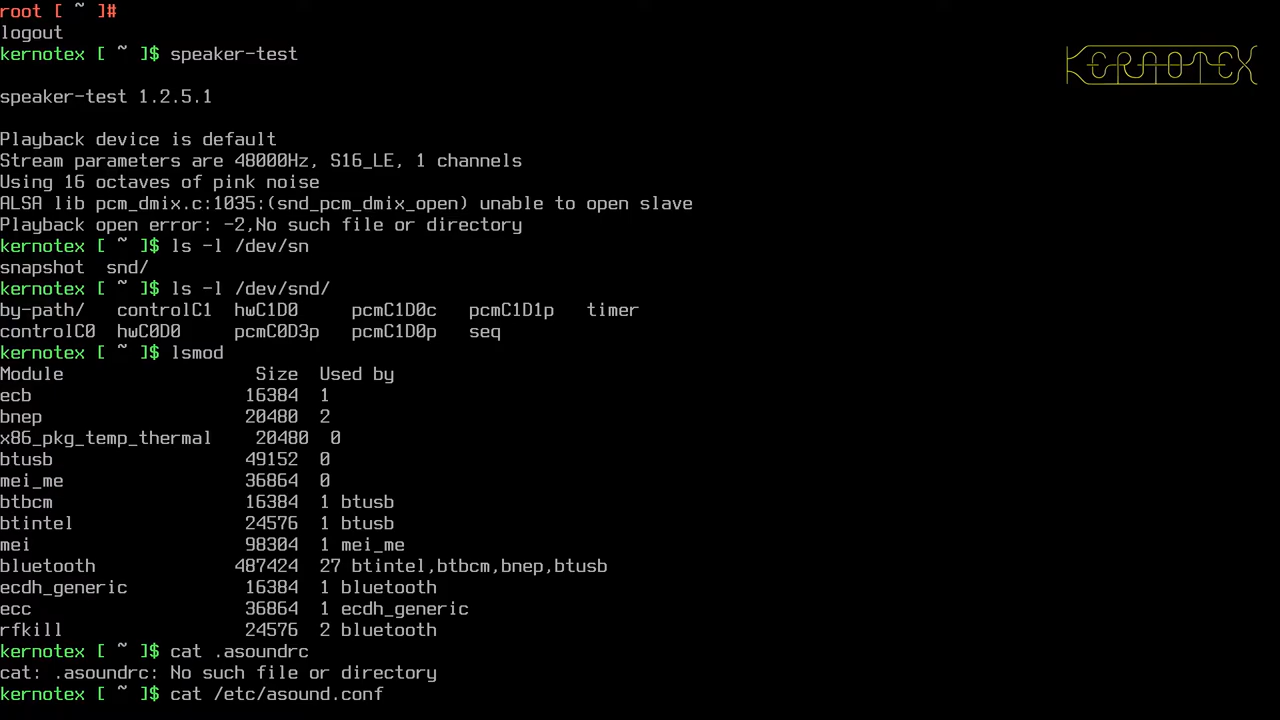 root [ ~ ]#
logout
kernotex [ ~ ]$ speaker-test
KERNOTEX
speaker-test 1.2.5.1
Playback device is default
Stream parameters are 48000Hz, S16_LE, 1 channels
Using 16 octaves of pink noise
ALSA lib pcm_dmix.c:1035:(snd_pcm_dmix_open) unable to open slave
Playback open error: -2,No such file or directory
kernotex [ ~ ]$ ls -l /dev/sn
snapshot  snd/
kernotex [ ~ ]$ ls -l /dev/snd/
by-path/   controlC1  hwC1D0     pcmC1D0c   pcmC1D1p   timer
controlC0  hwC0D0     pcmC0D3p   pcmC1D0p   seq
kernotex [ ~ ]$ lsmod
Module                  Size  Used by
ecb                    16384  1
bnep                   20480  2
x86_pkg_temp_thermal    20480  0
btusb                  49152  0
mei_me                 36864  0
btbcm                  16384  1 btusb
btintel                24576  1 btusb
mei                    98304  1 mei_me
bluetooth             487424  27 btintel,btbcm,bnep,btusb
ecdh_generic           16384  1 bluetooth
ecc                    36864  1 ecdh_generic
rfkill                 24576  2 bluetooth
kernotex [ ~ ]$ cat .asoundrc
cat: .asoundrc: No such file or directory
kernotex [ ~ ]$ cat /etc/asound.conf